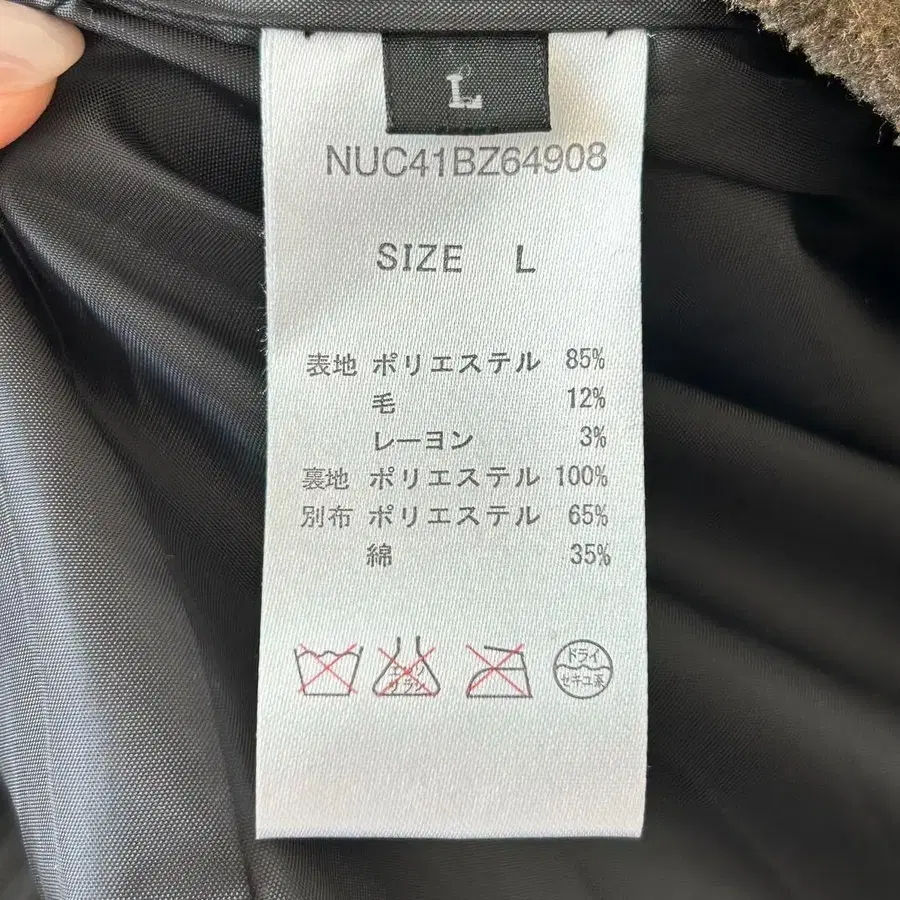 L
NUC41BZ64908
SIZE L
表地 ポリエステル 85%
毛 12%
レーヨン 3%
裏地 ポリエステル 100%
別布 ポリエステル 65%
綿 35%
エンソ
サラシ
ドライ
セキユ系